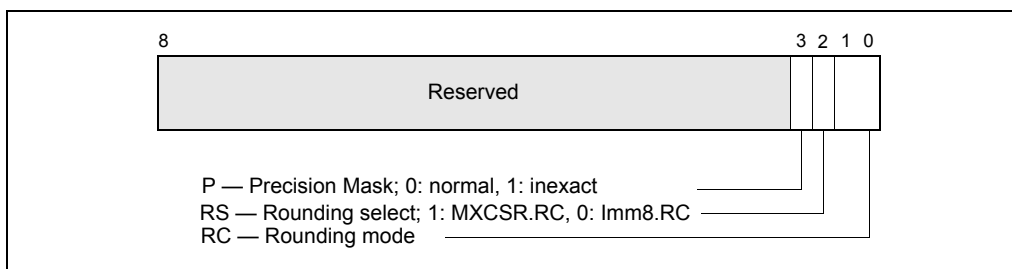 8 3 2 1 0
Reserved
P — Precision Mask; 0: normal, 1: inexact
RS — Rounding select; 1: MXCSR.RC, 0: Imm8.RC
RC — Rounding mode